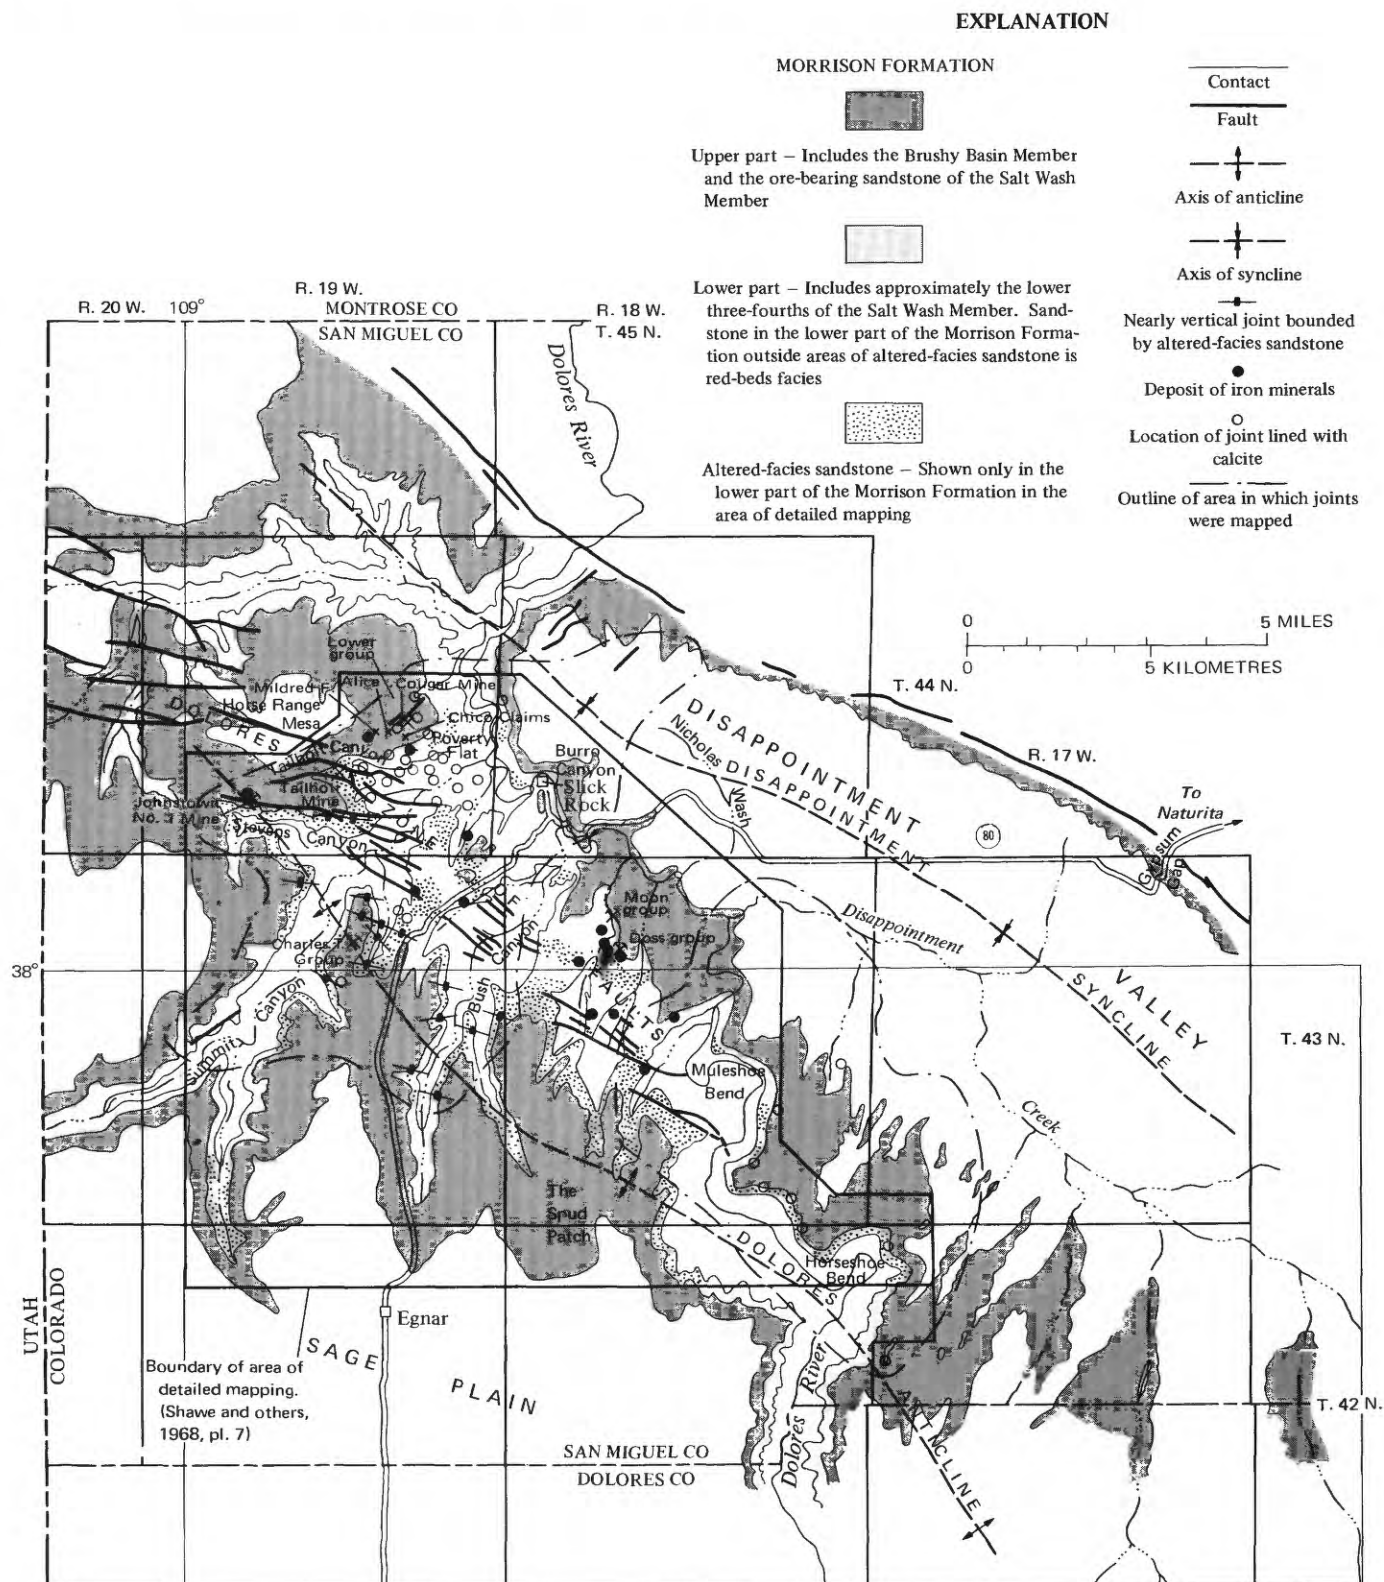 EXPLANATION
MORRISON FORMATION
Upper part – Includes the Brushy Basin Member
and the ore-bearing sandstone of the Salt Wash
Member
Lower part – Includes approximately the lower
three-fourths of the Salt Wash Member. Sand-
stone in the lower part of the Morrison Forma-
tion outside areas of altered-facies sandstone is
red-beds facies
Altered-facies sandstone – Shown only in the
lower part of the Morrison Formation in the
area of detailed mapping
Contact
Fault
Axis of anticline
Axis of syncline
Nearly vertical joint bounded
by altered-facies sandstone
Deposit of iron minerals
Location of joint lined with
calcite
Outline of area in which joints
were mapped
0 5 MILES
0 5 KILOMETRES
R. 20 W.
109°
R. 19 W.
MONTROSE CO
SAN MIGUEL CO
R. 18 W.
T. 45 N.
Dolores River
Lower
group
Mildred F.
Alice
Cougar Mine
Horse Range
Mesa
Chico Claims
Poverty
Flat
DOLORES
ZONE
OF
FAULTS
Tailholt Canyon
Tailholt
Mine
Johnstown
No. 1 Mine
Stevens
Canyon
Burro
Canyon
Slick
Rock
Nicholas
Wash
DISAPPOINTMENT
VALLEY
DISAPPOINTMENT
SYNCLINE
T. 44 N.
R. 17 W.
80
To
Naturita
Gypsum
Gap
Moon
group
Doss group
Charles T.
Group
38°
Summit
Canyon
Bush
Canyon
Disappointment
Creek
T. 43 N.
Muleshoe
Bend
The
Spud
Patch
DOLORES
ANTICLINE
Horseshoe
Bend
UTAH
COLORADO
Egnar
SAGE
PLAIN
Boundary of area of
detailed mapping.
(Shawe and others,
1968, pl. 7)
Dolores
River
T. 42 N.
SAN MIGUEL CO
DOLORES CO